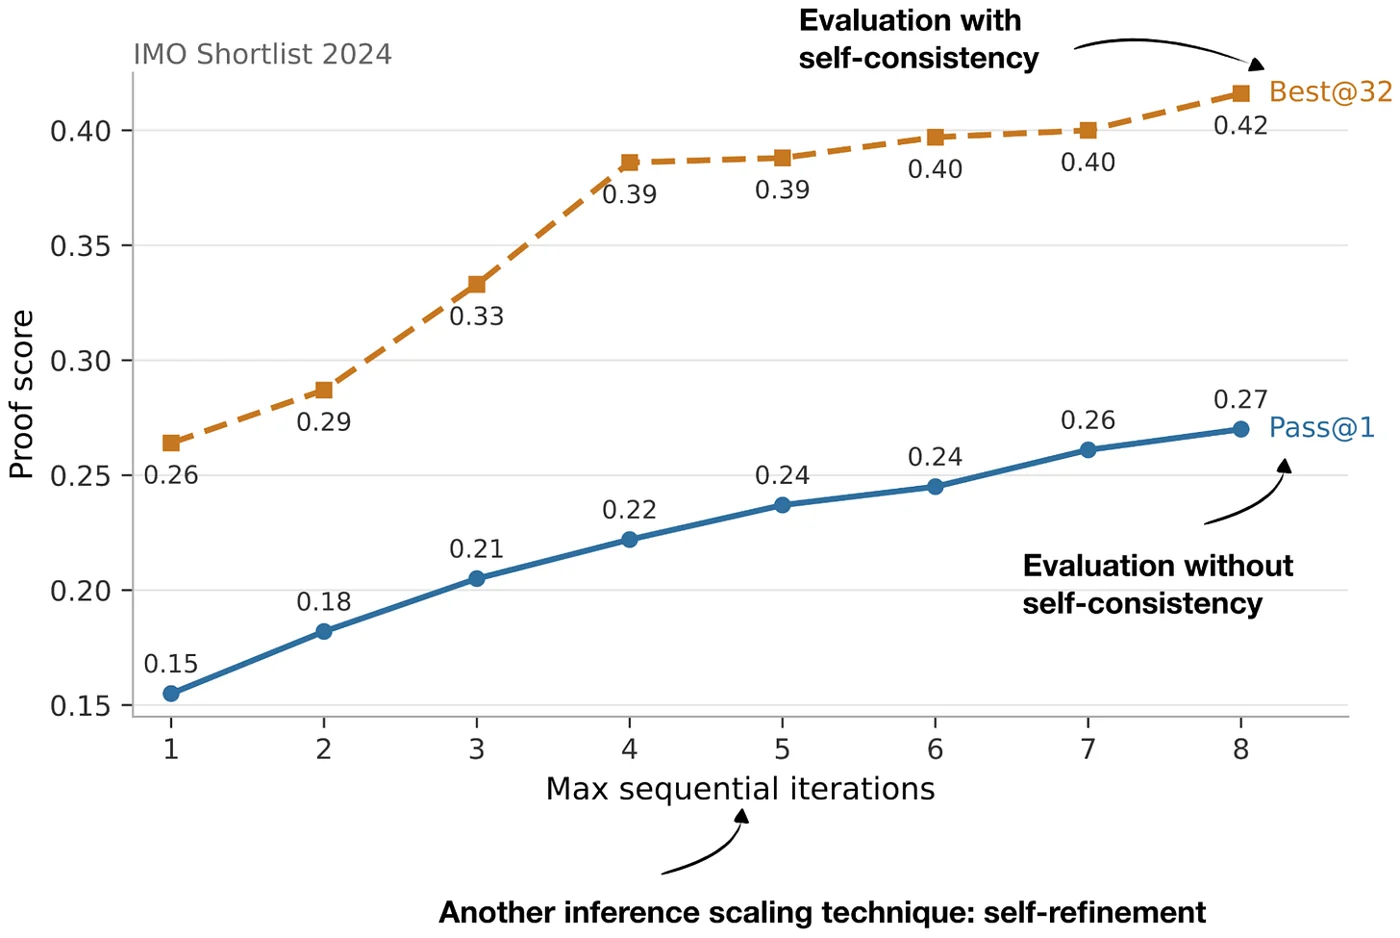 Evaluation with
self-consistency
IMO Shortlist 2024
Best@32
0.40
0.42
0.39
0.39
0.40
0.40
0.35
0.33
0.30
0.29
0.27
Pass@1
0.26
0.26
0.25
0.24
0.24
0.22
0.21
0.20
0.18
0.15
0.15
Proof score
Evaluation without
self-consistency
1 2 3 4 5 6 7 8
Max sequential iterations
Another inference scaling technique: self-refinement